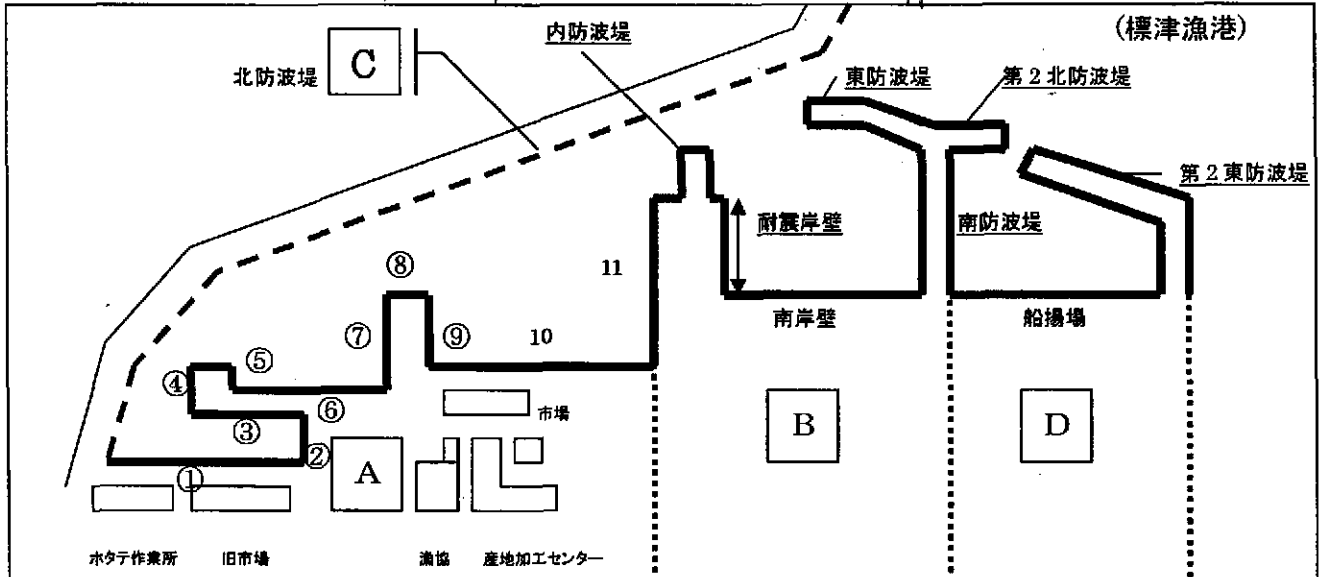 (標津漁港)
内防波堤
北防波堤 C
東防波堤
第2北防波堤
第2東防波堤
耐震岸壁
南防波堤
⑧
11
⑦
⑨
10
南岸壁
船揚場
⑤
④
⑥
③
②
①
市場
A
B
D
ホタテ作業所
旧市場
漁協
産地加工センター